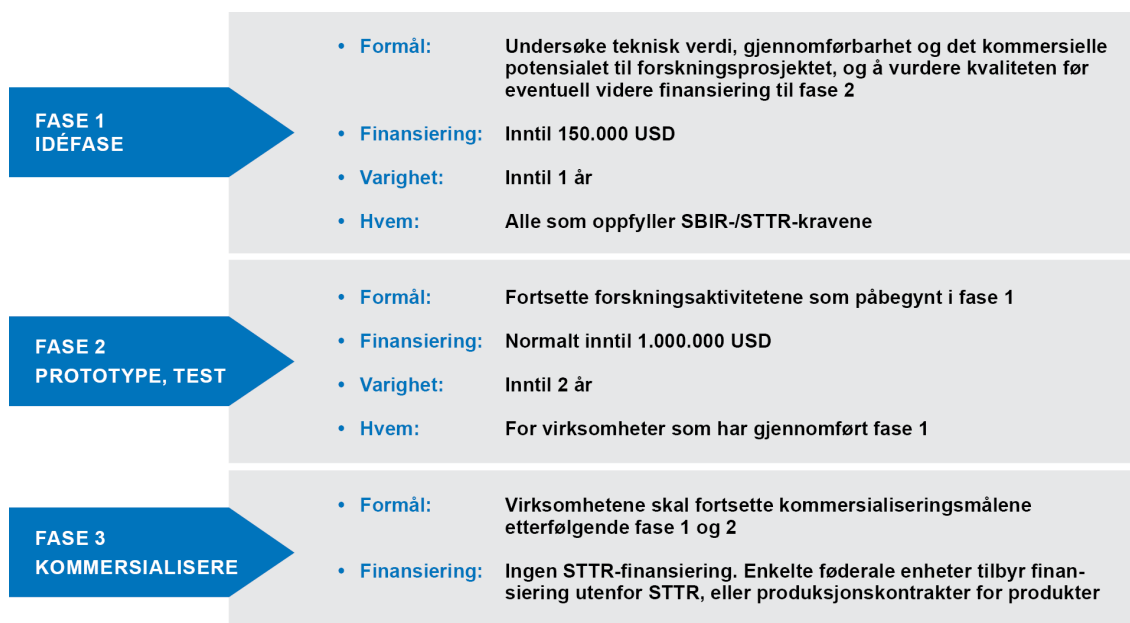 FASE 1
IDÉFASE
• Formål: Undersøke teknisk verdi, gjennomførbarhet og det kommersielle
potensialet til forskningsprosjektet, og å vurdere kvaliteten før
eventuell videre finansiering til fase 2
• Finansiering: Inntil 150.000 USD
• Varighet: Inntil 1 år
• Hvem: Alle som oppfyller SBIR-/STTR-kravene
FASE 2
PROTOTYPE, TEST
• Formål: Fortsette forskningsaktivitetene som påbegynt i fase 1
• Finansiering: Normalt inntil 1.000.000 USD
• Varighet: Inntil 2 år
• Hvem: For virksomheter som har gjennomført fase 1
FASE 3
KOMMERSIALISERE
• Formål: Virksomhetene skal fortsette kommersialiseringsmålene
etterfølgende fase 1 og 2
• Finansiering: Ingen STTR-finansiering. Enkelte føderale enheter tilbyr finan-
siering utenfor STTR, eller produksjonskontrakter for produkter